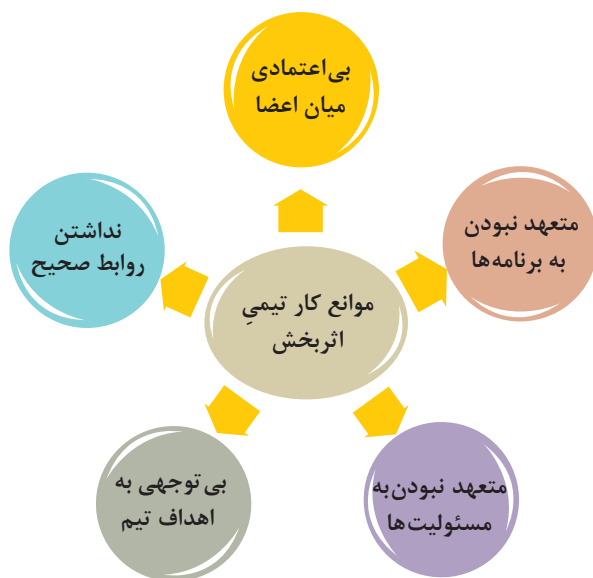 بی‌اعتمادی
میان اعضا
متعهد نبودن
به برنامه‌ها
نداشتن
روابط صحیح
موانع کار تیمیِ
اثربخش
متعهد نبودن‌به
مسئولیت‌ها
بی‌توجهی به
اهداف تیم